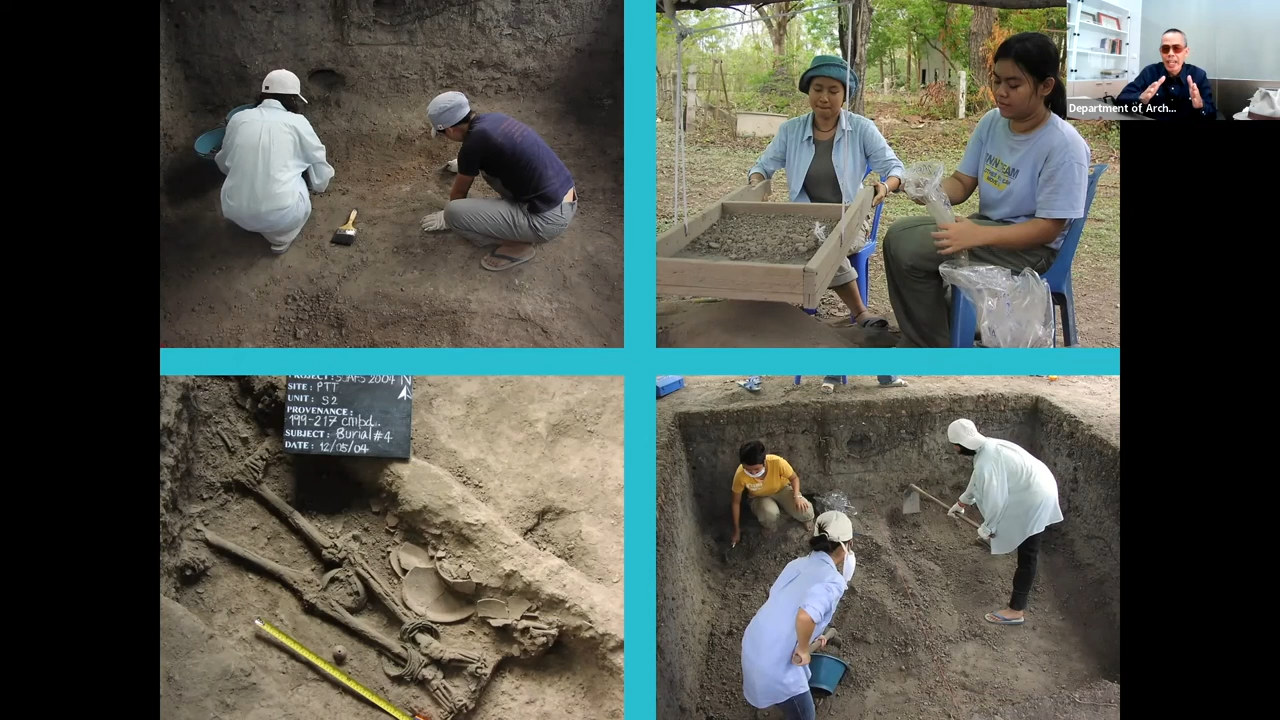 Department of Arch...
PROJECT: SEAFS 2004 N
SITE: PTT
UNIT: S2
PROVENANCE:
199-217 cmbd.
SUBJECT: Burial #4
DATE: 12/05/04